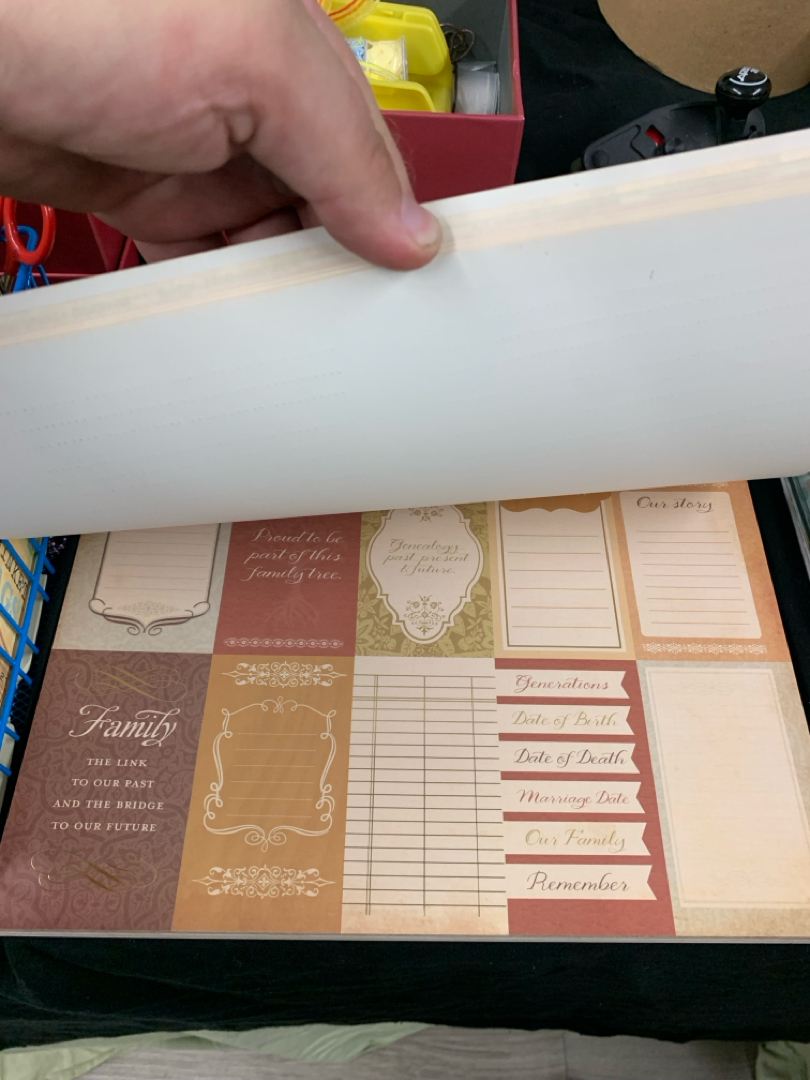 Proud to be
part of this
family tree.
Genealogy...
past present
& future.
Our story
Family
THE LINK
TO OUR PAST
AND THE BRIDGE
TO OUR FUTURE
Generations
Date of Birth
Date of Death
Marriage Date
Our Family
Remember